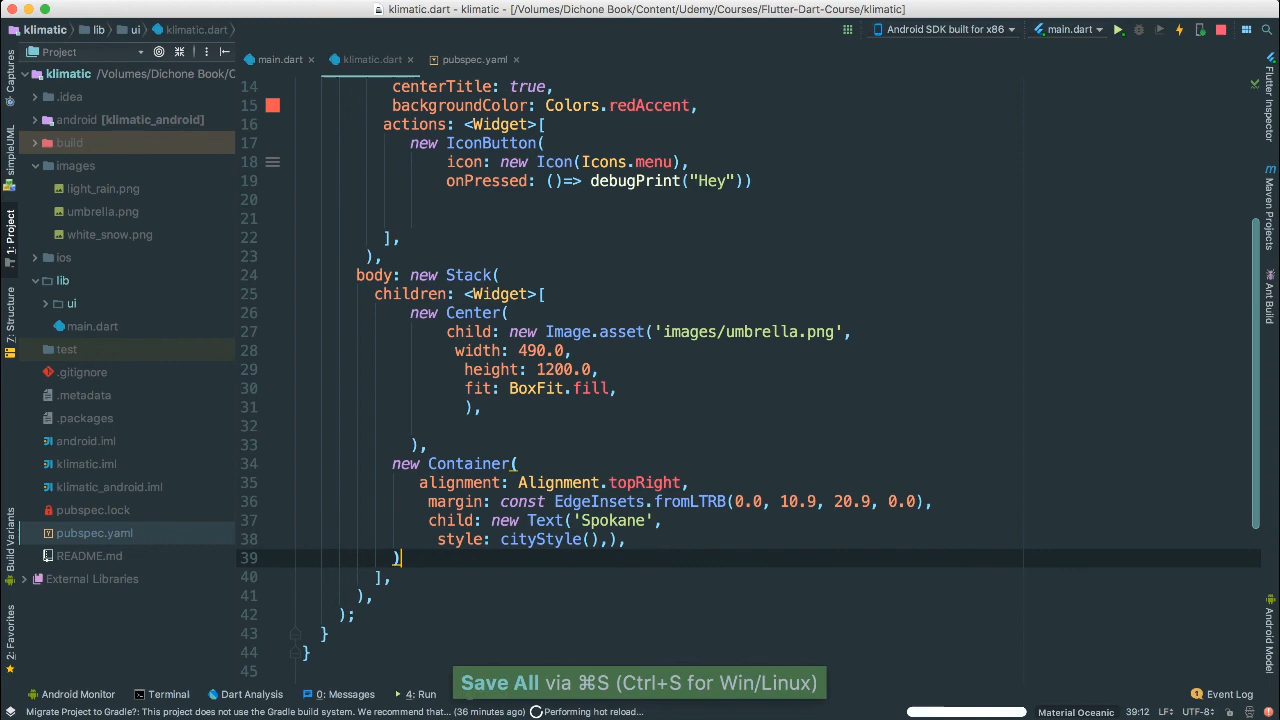 klimatic.dart - klimatic - [/Volumes/Dichone Book/Content/Udemy/Courses/Flutter-Dart-Course/klimatic]
klimatic lib ui klimatic.dart Android SDK built for x86 main.dart
Project main.dart klimatic.dart pubspec.yaml
klimatic /Volumes/Dichone Book/C
.idea
android [klimatic_android]
build
images
light_rain.png
umbrella.png
white_snow.png
ios
lib
ui
main.dart
test
.gitignore
.metadata
.packages
android.iml
klimatic.iml
klimatic_android.iml
pubspec.lock
pubspec.yaml
README.md
External Libraries
Captures
simpleUML
1: Project
7: Structure
Build Variants
2: Favorites
14 centerTitle: true,
15 backgroundColor: Colors.redAccent,
16 actions: <Widget>[
17 new IconButton(
18 icon: new Icon(Icons.menu),
19 onPressed: ()=> debugPrint("Hey"))
20
21
22 ],
23 ),
24 body: new Stack(
25 children: <Widget>[
26 new Center(
27 child: new Image.asset('images/umbrella.png',
28 width: 490.0,
29 height: 1200.0,
30 fit: BoxFit.fill,
31 ),
32
33 ),
34 new Container(
35 alignment: Alignment.topRight,
36 margin: const EdgeInsets.fromLTRB(0.0, 10.9, 20.9, 0.0),
37 child: new Text('Spokane',
38 style: cityStyle(),),
39 )
40 ],
41 ),
42 );
43 }
44 }
45
Flutter Inspector
Maven Projects
Ant Build
Android Model
Save All via ⌘S (Ctrl+S for Win/Linux)
Android Monitor Terminal Dart Analysis 0: Messages 4: Run Event Log
Migrate Project to Gradle?: This project does not use the Gradle build system. We recommend that... (36 minutes ago) Performing hot reload... Material Oceanic 39:12 LF÷ UTF-8÷